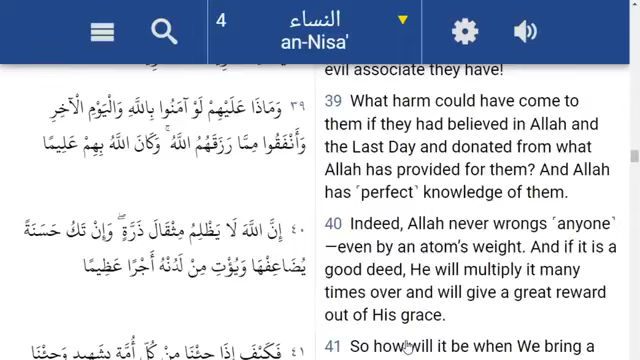 4
النساء
an-Nisa'
evil associate they have!
٣٩ وَمَاذَا عَلَيْهِمْ لَوْ آمَنُوا بِاللَّهِ وَالْيَوْمِ الْآخِرِ
وَأَنْفَقُوا مِمَّا رَزَقَهُمُ اللَّهُ ۚ وَكَانَ اللَّهُ بِهِمْ عَلِيمًا
39 What harm could have come to
them if they had believed in Allah and
the Last Day and donated from what
Allah has provided for them? And Allah
has ˹perfect˺ knowledge of them.
٤٠ إِنَّ اللَّهَ لَا يَظْلِمُ مِثْقَالَ ذَرَّةٍ ۖ وَإِنْ تَكُ حَسَنَةً
يُضَاعِفْهَا وَيُؤْتِ مِنْ لَدُنْهُ أَجْرًا عَظِيمًا
40 Indeed, Allah never wrongs ˹anyone˺
—even by an atom’s weight. And if it is a
good deed, He will multiply it many
times over and will give a great reward
out of His grace.
٤١ فَكَيْفَ إِذَا جِئْنَا مِنْ كُلِّ أُمَّةٍ بِشَهِيدٍ وَجِئْنَا
41 So how will it be when We bring a